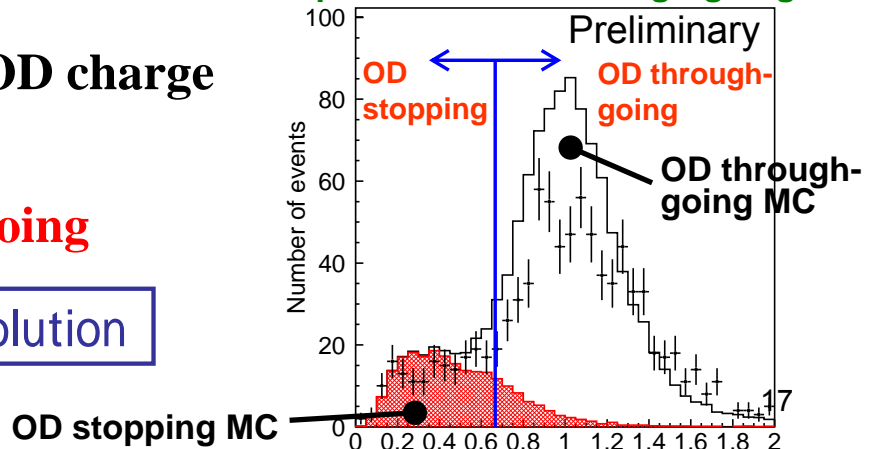 OD charge
oing
olution
Preliminary
OD
stopping
OD through-
going
OD through-
going MC
OD stopping MC
Number of events
100
80
60
40
20
0
0 0.2 0.4 0.6 0.8 1 1.2 1.4 1.6 1.8 2
17